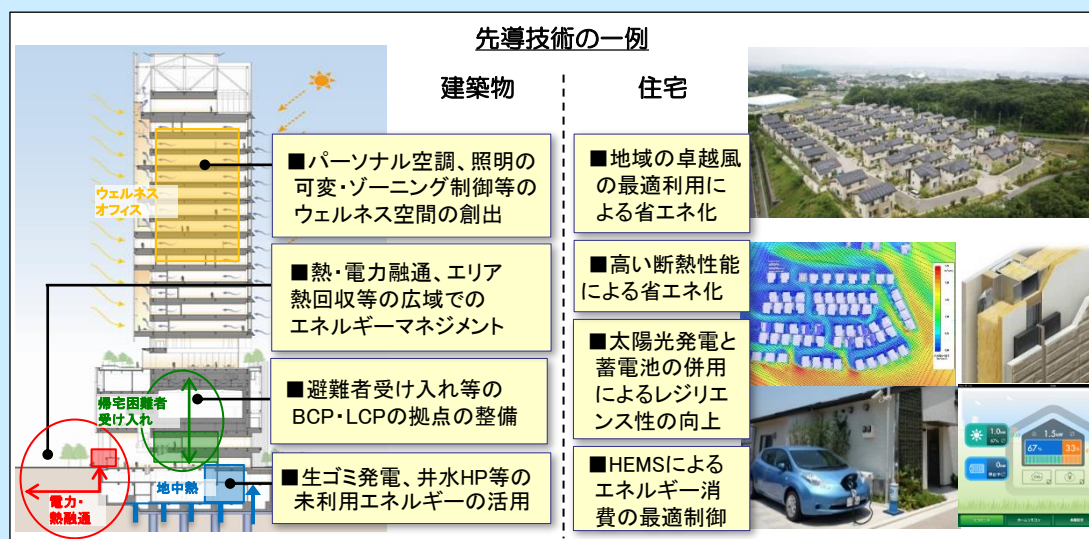 先導技術の一例
建築物
住宅
■パーソナル空調、照明の
可変・ゾーニング制御等の
ウェルネス空間の創出
■熱・電力融通、エリア
熱回収等の広域での
エネルギーマネジメント
■避難者受け入れ等の
BCP・LCPの拠点の整備
■生ゴミ発電、井水HP等の
未利用エネルギーの活用
ウェルネス
オフィス
帰宅困難者
受け入れ
地中熱
電力・
熱融通
■地域の卓越風
の最適利用に
よる省エネ化
■高い断熱性能
による省エネ化
■太陽光発電と
蓄電池の併用
によるレジリエ
ンス性の向上
■HEMSによる
エネルギー消
費の最適制御
1.0kW
67%
1.5kW
67%
33%
0kW